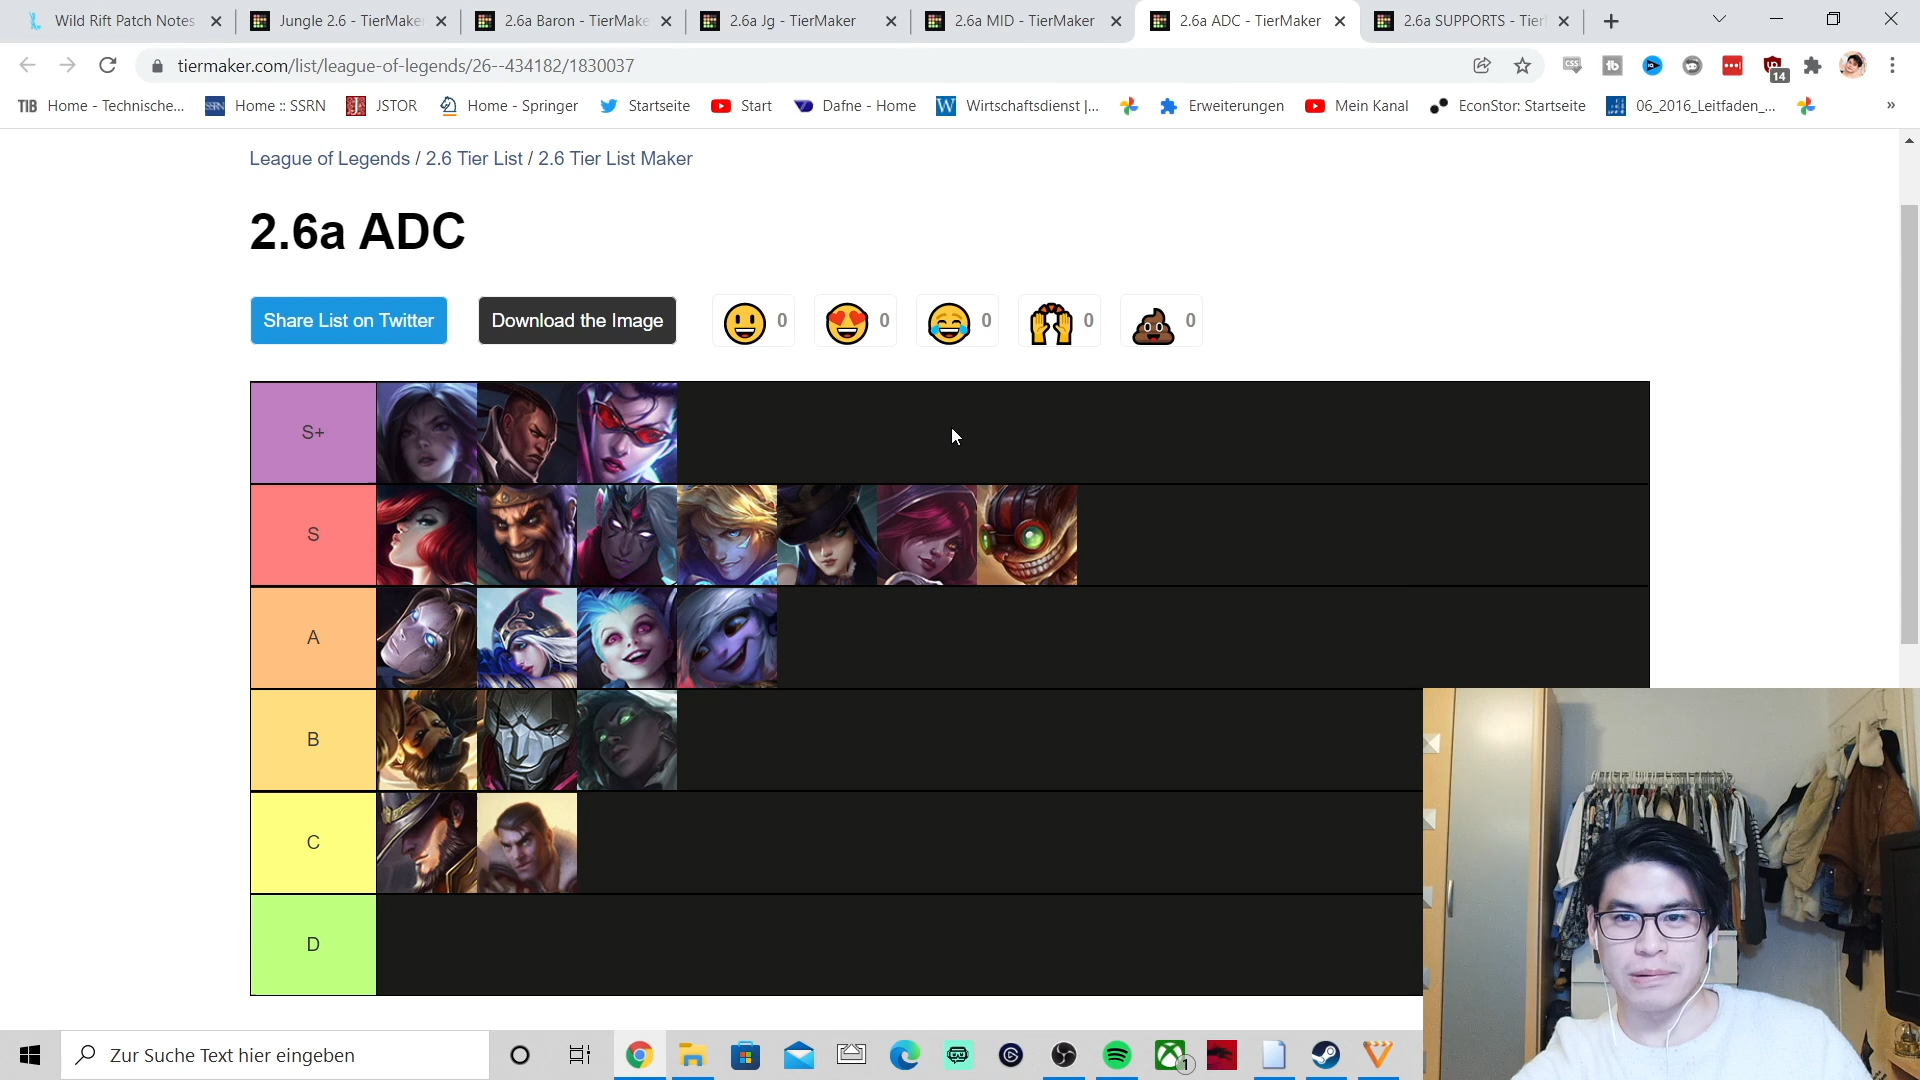 Wild Rift Patch Notes
Jungle 2.6 - TierMaker
2.6a Baron - TierMake
2.6a Jg - TierMaker
2.6a MID - TierMaker
2.6a ADC - TierMaker
2.6a SUPPORTS - Tier
tiermaker.com/list/league-of-legends/26--434182/1830037
14
TIB Home - Technische...
SSRN Home :: SSRN
JSTOR
Home - Springer
Startseite
Start
Dafne - Home
W Wirtschaftsdienst |...
Erweiterungen
Mein Kanal
EconStor: Startseite
06_2016_Leitfaden_...
»
League of Legends / 2.6 Tier List / 2.6 Tier List Maker
2.6a ADC
Share List on Twitter
Download the Image
0
0
0
0
0
S+
S
A
B
C
D
Zur Suche Text hier eingeben
1